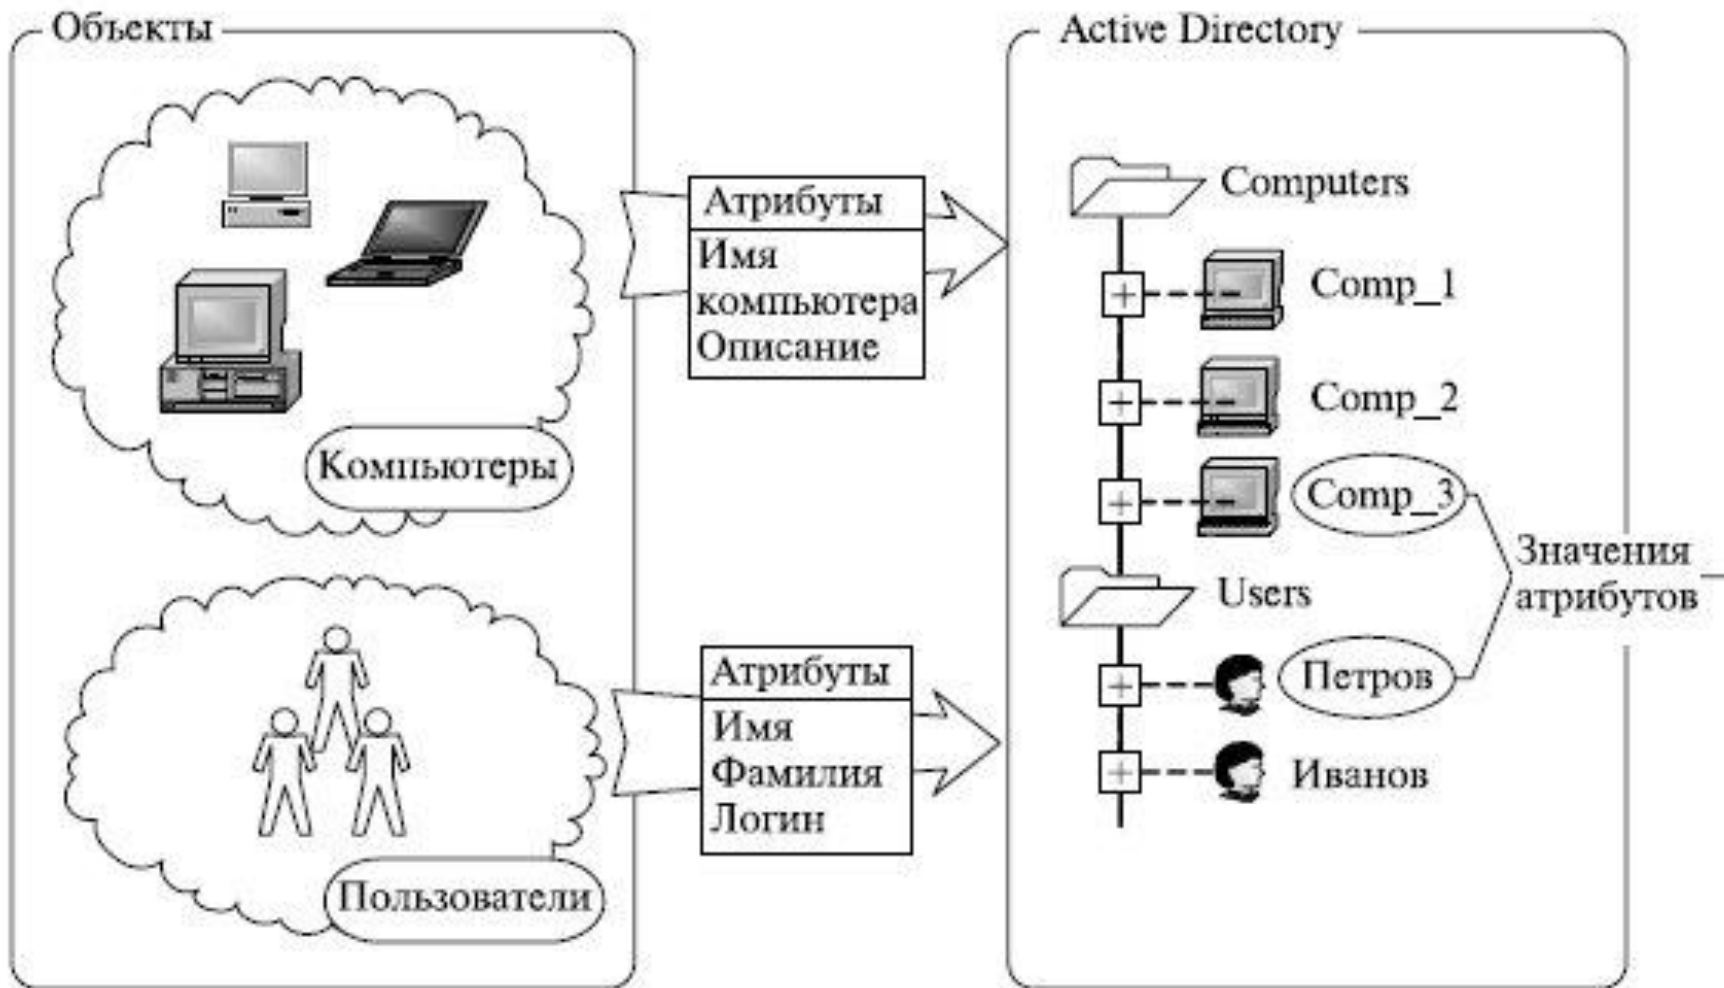 Объекты
Компьютеры
Пользователи
Атрибуты
Имя
компьютера
Описание
Атрибуты
Имя
Фамилия
Логин
Active Directory
Computers
Comp_1
Comp_2
Comp_3
Users
Петров
Иванов
Значения
атрибутов